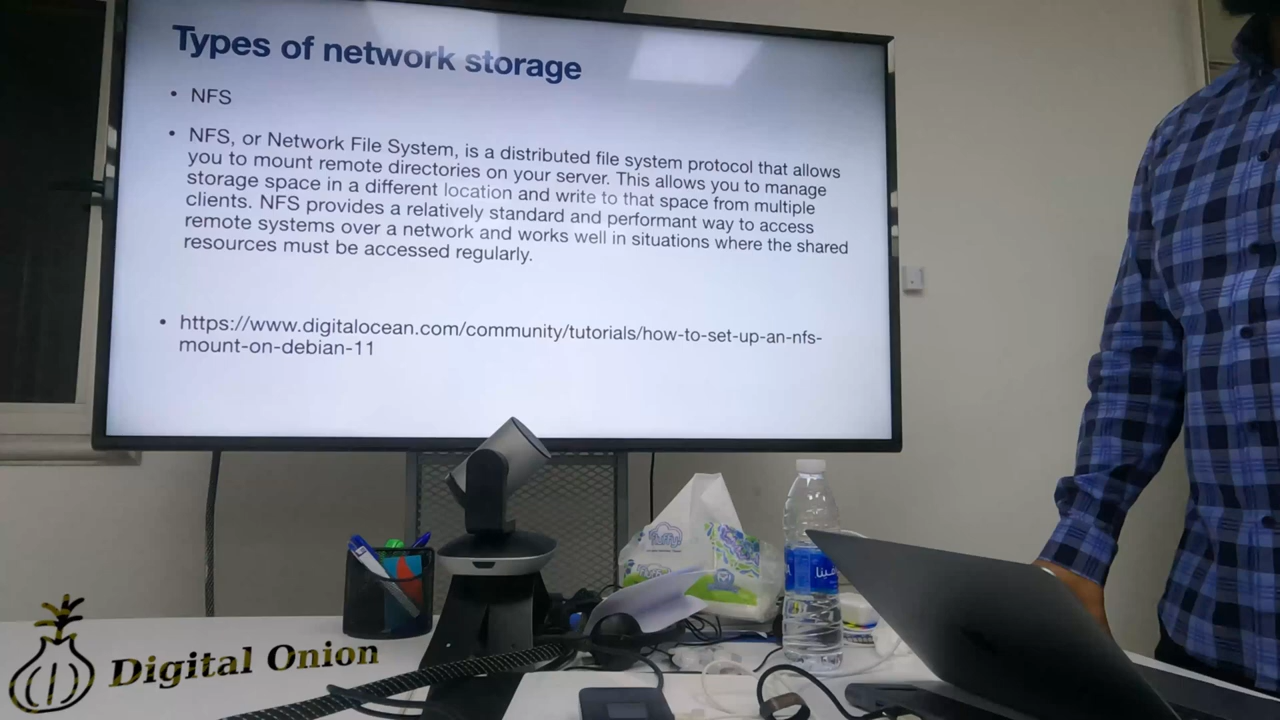 Types of network storage
• NFS
• NFS, or Network File System, is a distributed file system protocol that allows
you to mount remote directories on your server. This allows you to manage
storage space in a different location and write to that space from multiple
clients. NFS provides a relatively standard and performant way to access
remote systems over a network and works well in situations where the shared
resources must be accessed regularly.
• https://www.digitalocean.com/community/tutorials/how-to-set-up-an-nfs-
mount-on-debian-11
Digital Onion